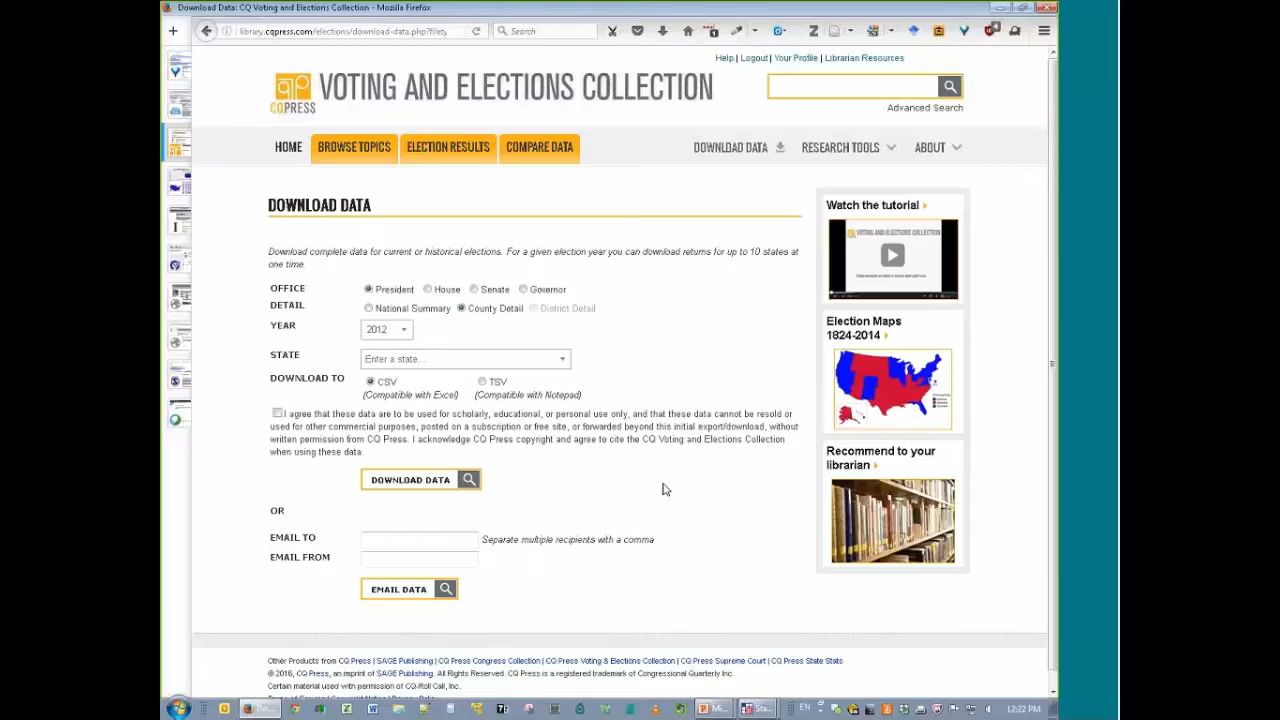 Data: CQ Voting and Elections Collection - Mozilla Firefox
library.cqpress.com/elections/download-data.php?filety
Search
Help | Logout | Your Profile | Librarian Resources
CQPRESS
VOTING AND ELECTIONS COLLECTION
Advanced Search
HOME BROWSE TOPICS ELECTION RESULTS COMPARE DATA DOWNLOAD DATA RESEARCH TOOLS ABOUT
DOWNLOAD DATA
Download complete data for current or historical elections. For a given election year you can download returns for up to 10 states at
one time.
OFFICE President House Senate Governor
DETAIL National Summary County Detail District Detail
YEAR 2012
STATE Enter a state...
DOWNLOAD TO CSV TSV
(Compatible with Excel) (Compatible with Notepad)
I agree that these data are to be used for scholarly, educational, or personal use only, and that these data cannot be resold or
used for other commercial purposes, posted on a subscription or free site, or forwarded beyond this initial export/download, without
written permission from CQ Press. I acknowledge CQ Press copyright and agree to cite the CQ Voting and Elections Collection
when using these data.
DOWNLOAD DATA
OR
EMAIL TO Separate multiple recipients with a comma
EMAIL FROM
EMAIL DATA
Watch the tutorial
VOTING AND ELECTIONS COLLECTION
Election Maps
1824-2014
Recommend to your
librarian
Other Products from CQ Press | SAGE Publishing | CQ Press Congress Collection | CQ Press Voting & Elections Collection | CQ Press Supreme Court | CQ Press State Stats
© 2016, CQ Press, an imprint of SAGE Publishing. All Rights Reserved. CQ Press is a registered trademark of Congressional Quarterly Inc.
Certain material used with permission of CQ-Roll Call, Inc.
EN 12:22 PM